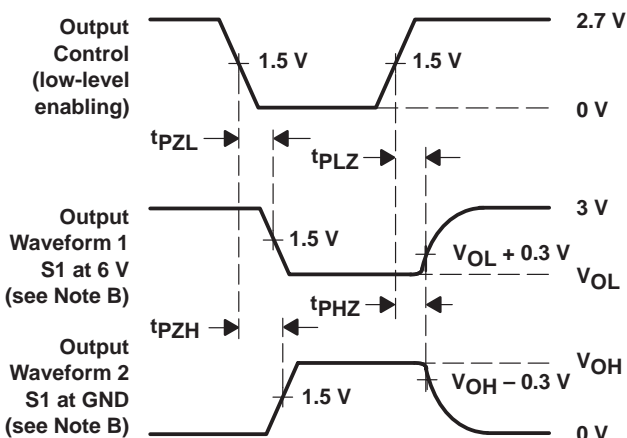 Output
Control
(low-level
enabling)
1.5 V
1.5 V
2.7 V
0 V
tPZL
tPLZ
Output
Waveform 1
S1 at 6 V
(see Note B)
1.5 V
3 V
VOL + 0.3 V
VOL
tPHZ
tPZH
Output
Waveform 2
S1 at GND
(see Note B)
1.5 V
VOH
VOH – 0.3 V
0 V